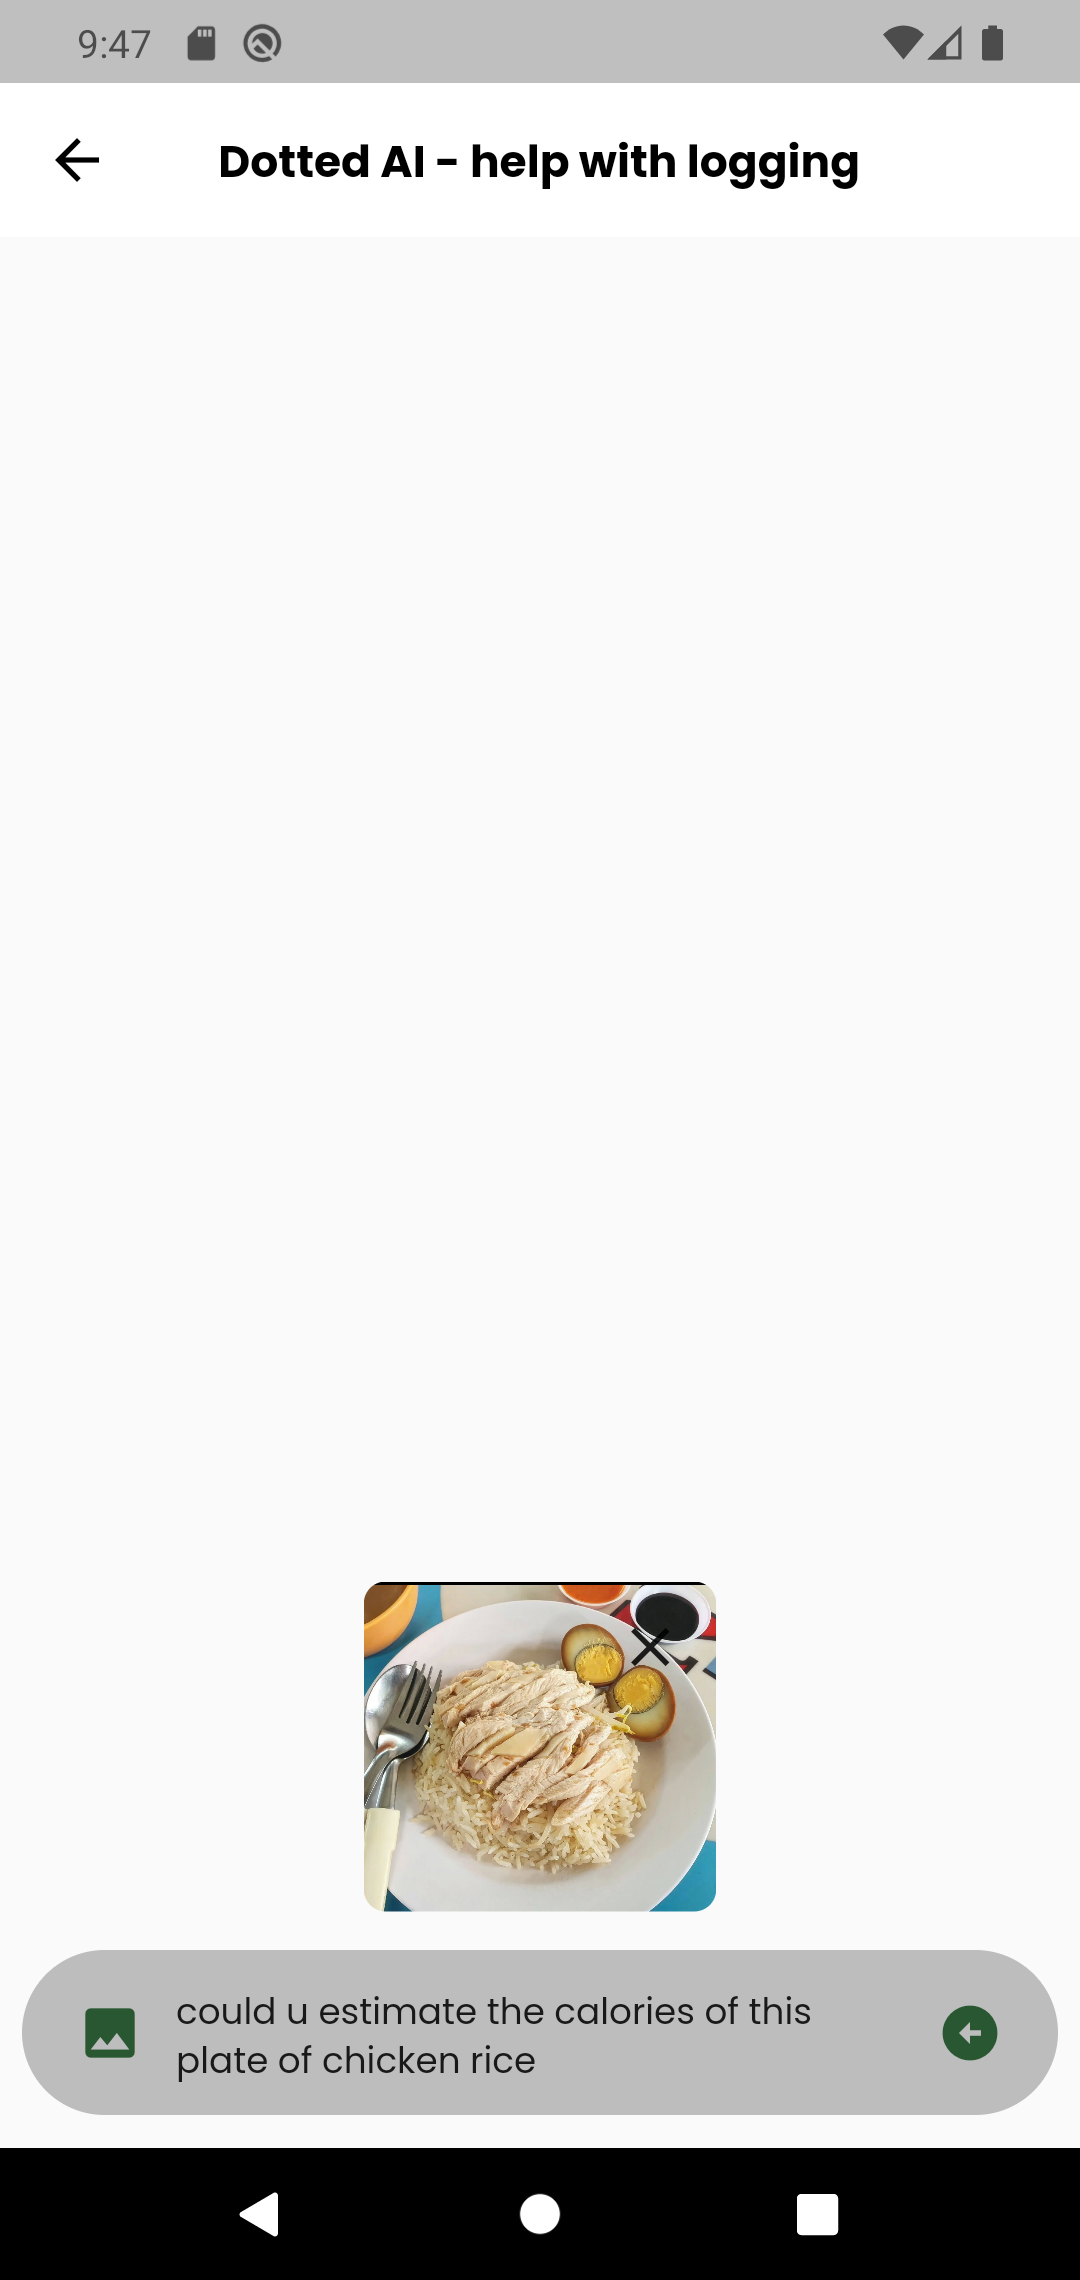 9:47
Dotted AI - help with logging
could u estimate the calories of this
plate of chicken rice